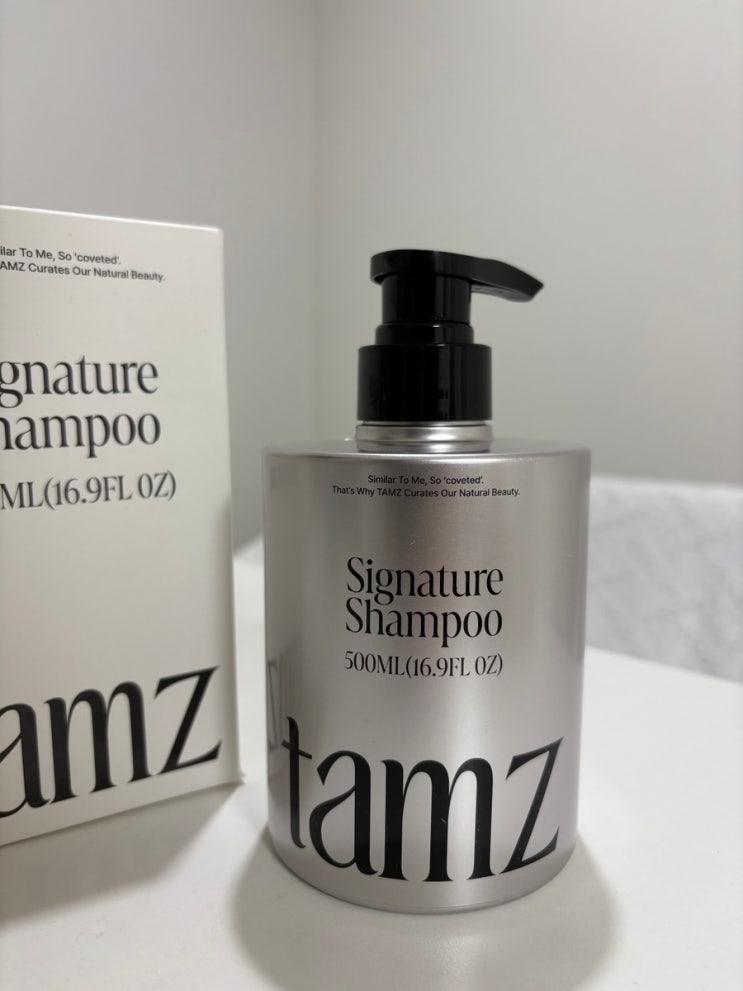 ilar To Me, So 'coveted'.
AMZ Curates Our Natural Beauty.
gnature
hampoo
ML(16.9FL OZ)
amz
Similar To Me, So 'coveted'.
That's Why TAMZ Curates Our Natural Beauty.
Signature
Shampoo
500ML(16.9FL OZ)
tamz